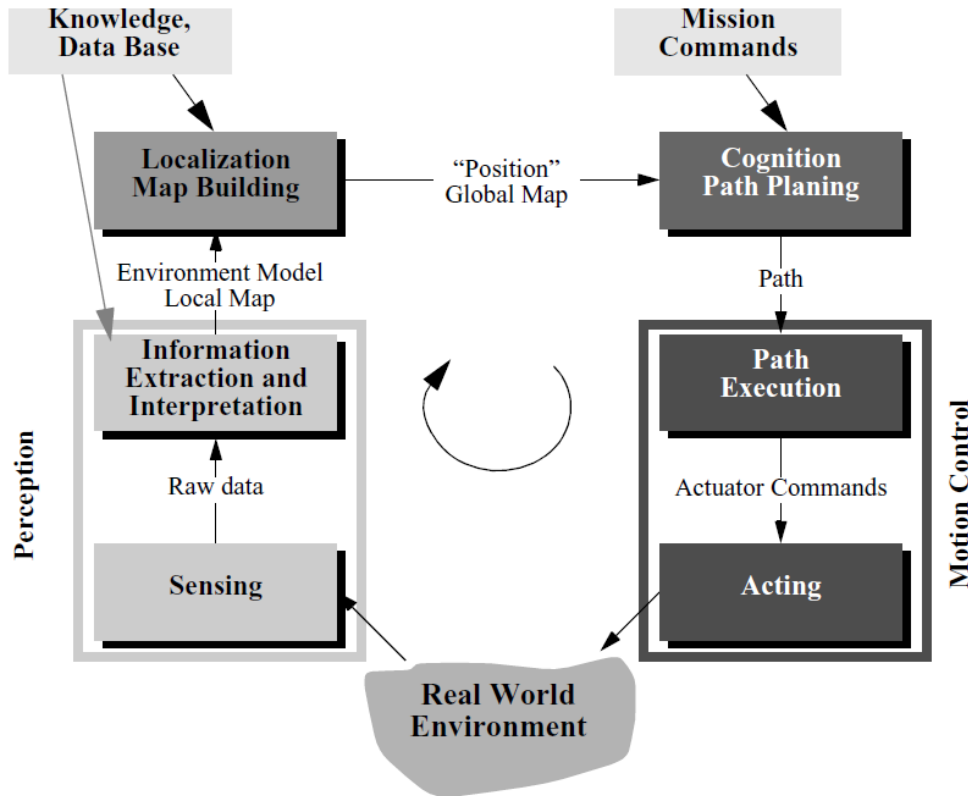 Knowledge,
Data Base
Mission
Commands
Localization
Map Building
“Position”
Global Map
Cognition
Path Planing
Environment Model
Local Map
Path
Information
Extraction and
Interpretation
Path
Execution
Raw data
Actuator Commands
Perception
Motion Control
Sensing
Acting
Real World
Environment